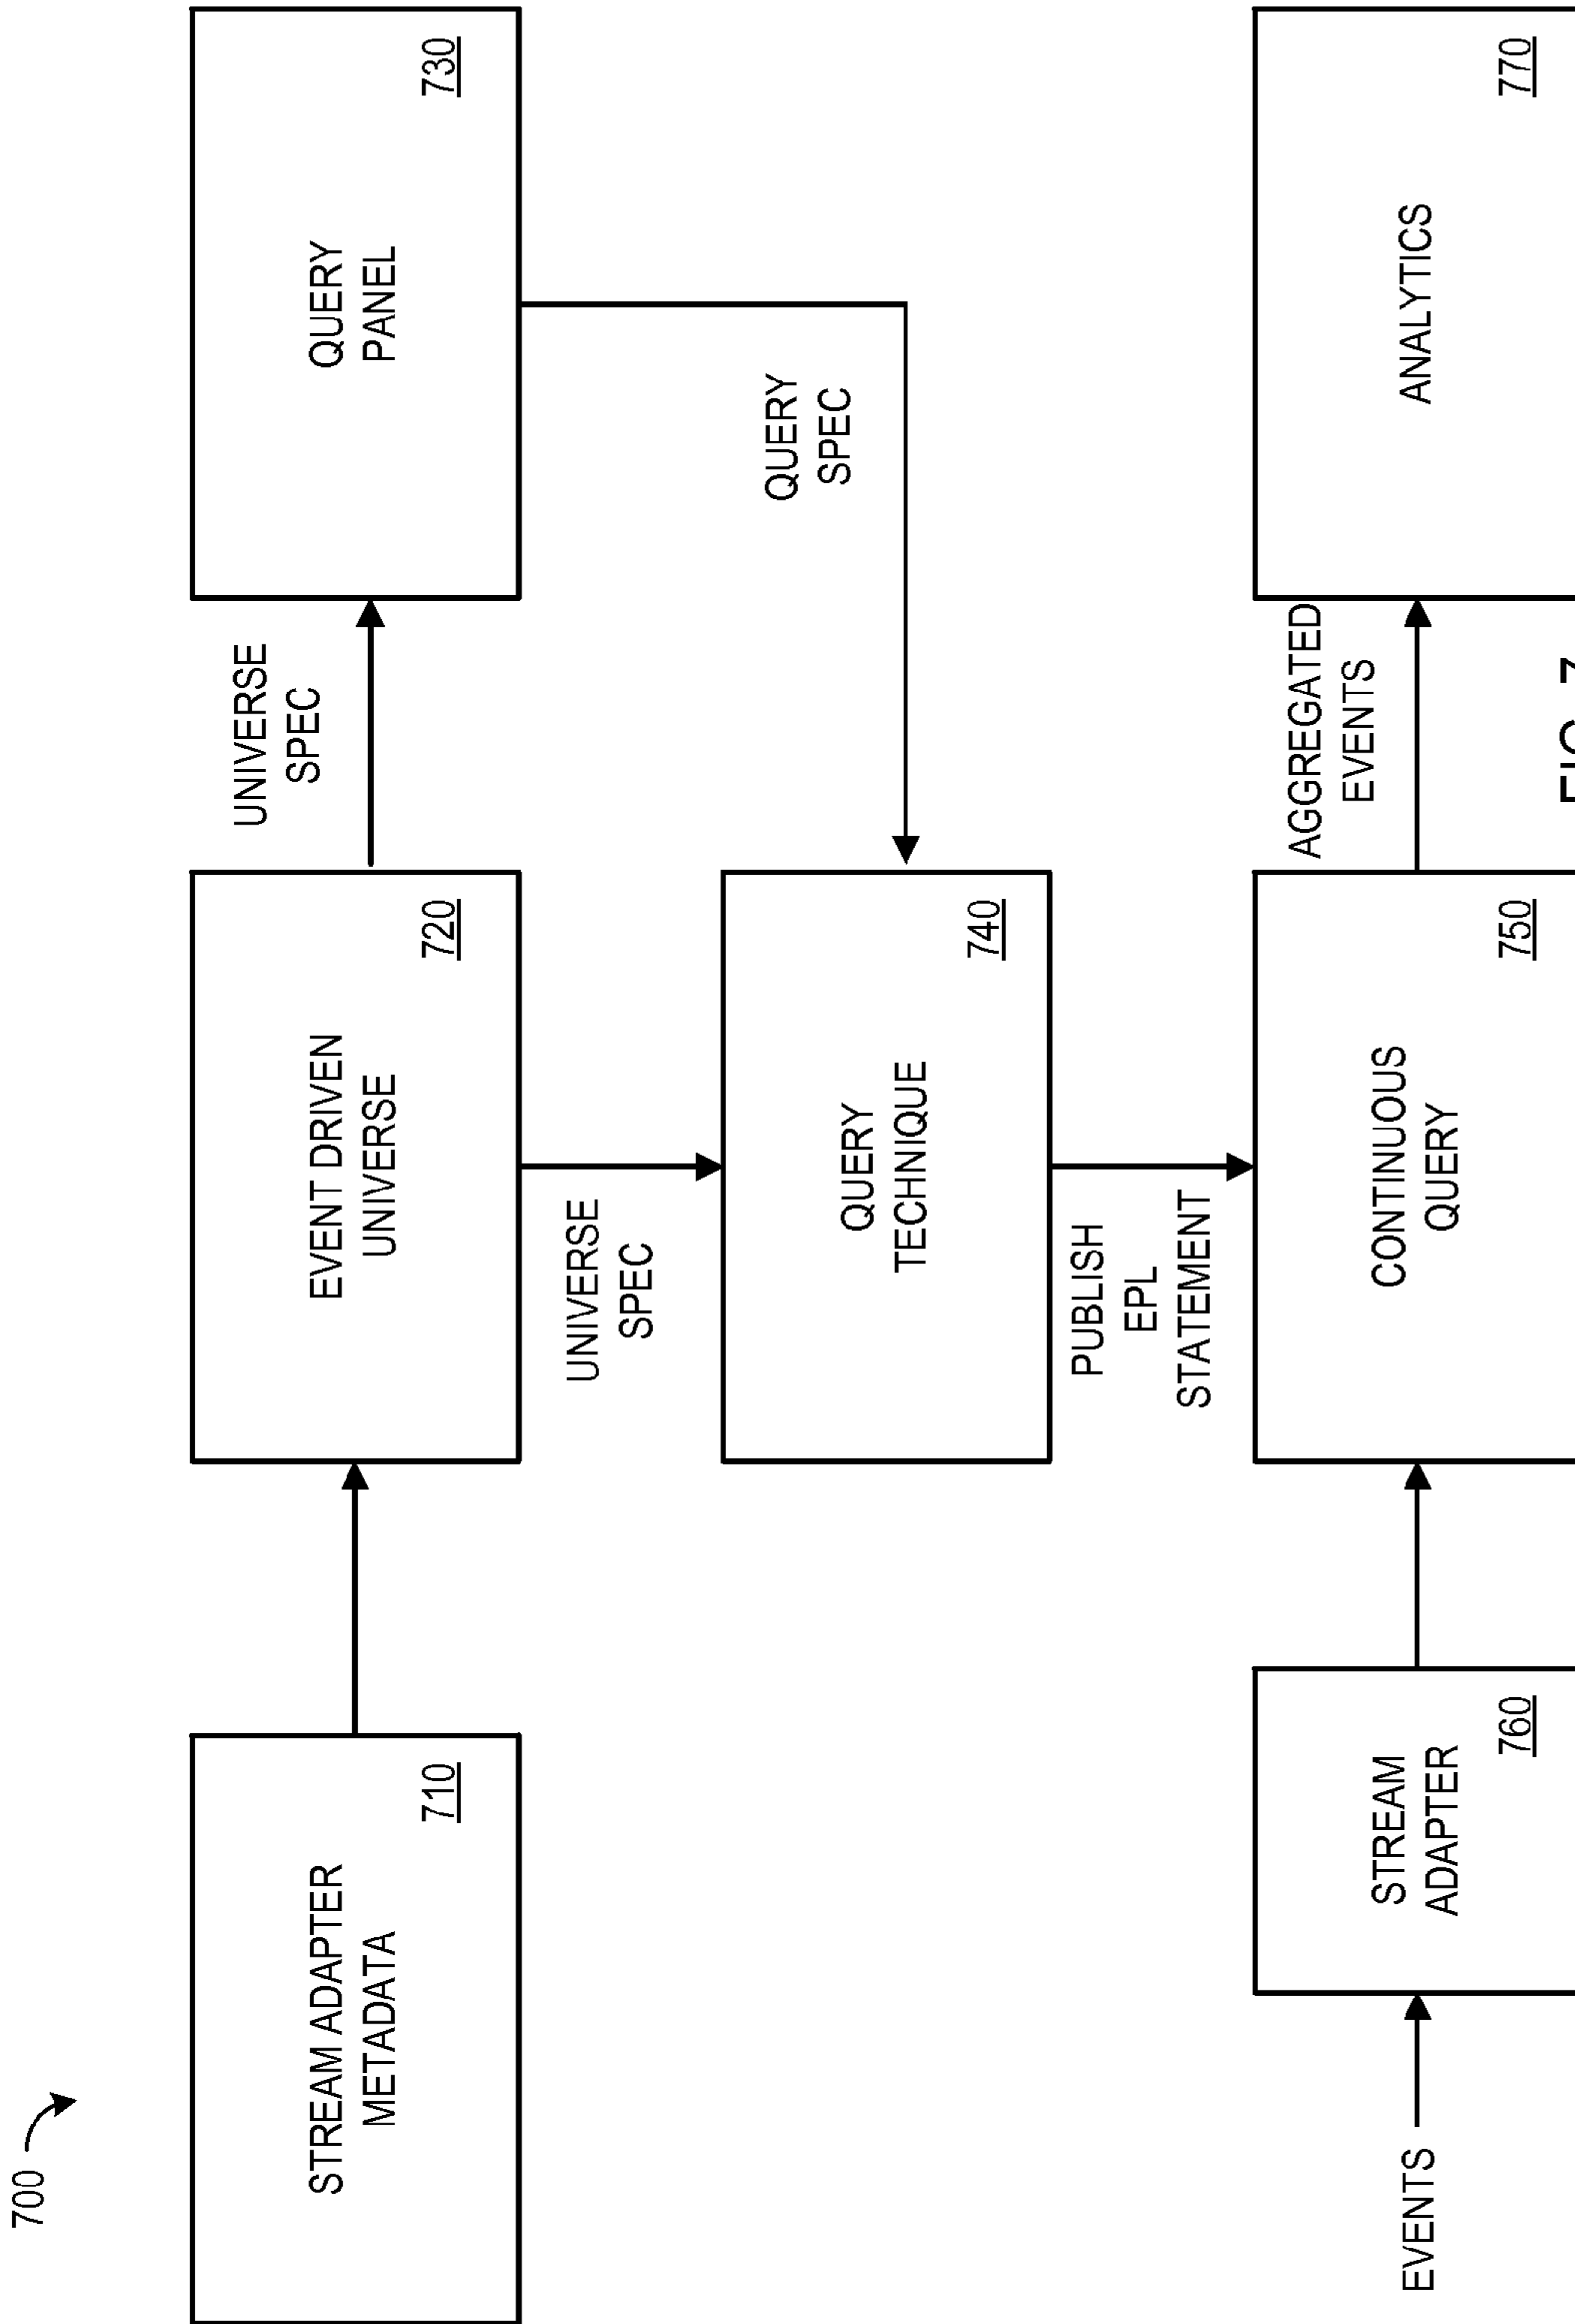 700
STREAM ADAPTER
METADATA
710
EVENT DRIVEN
UNIVERSE
720
UNIVERSE
SPEC
QUERY
PANEL
730
UNIVERSE
SPEC
QUERY
SPEC
QUERY
TECHNIQUE
740
PUBLISH
EPL
STATEMENT
EVENTS
STREAM
ADAPTER
760
CONTINUOUS
QUERY
750
AGGREGATED
EVENTS
ANALYTICS
770